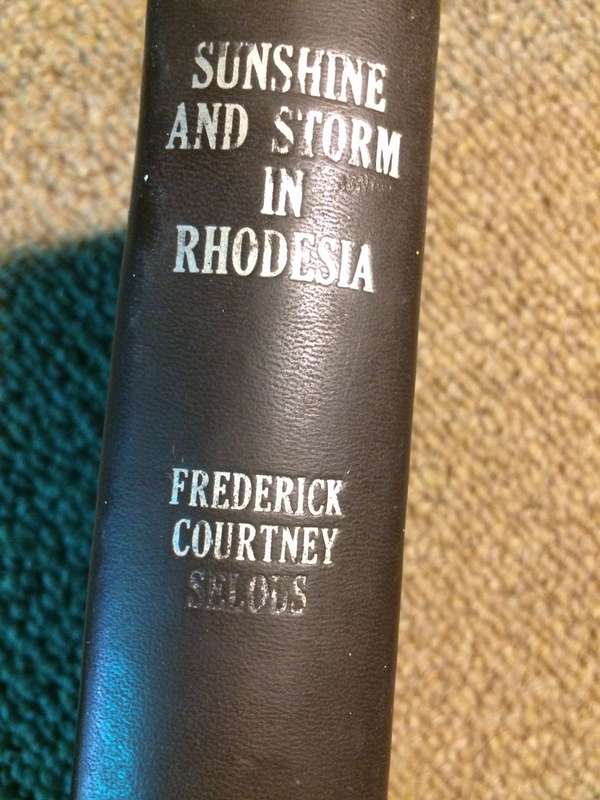 SUNSHINE
AND STORM
IN
RHODESIA
FREDERICK
COURTNEY
SELOUS